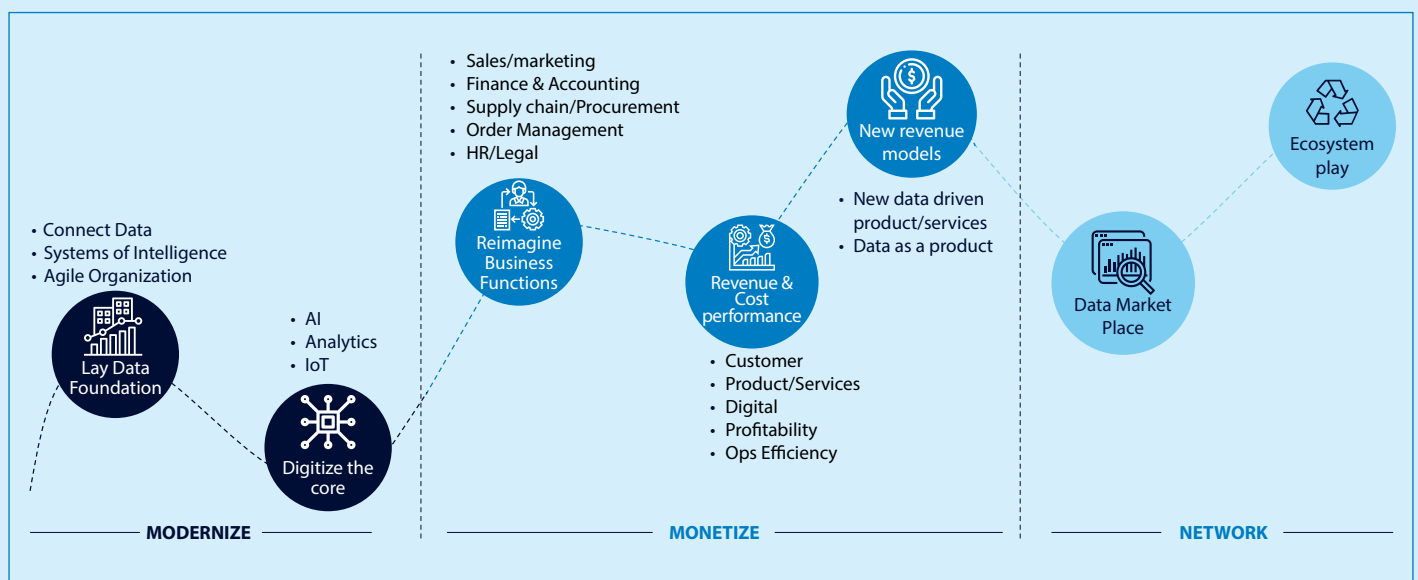 • Connect Data
• Systems of Intelligence
• Agile Organization
Lay Data
Foundation
• AI
• Analytics
• IoT
Digitize the
core
MODERNIZE
• Sales/marketing
• Finance & Accounting
• Supply chain/Procurement
• Order Management
• HR/Legal
Reimagine
Business
Functions
Revenue &
Cost
performance
• Customer
• Product/Services
• Digital
• Profitability
• Ops Efficiency
$
New revenue
models
• New data driven
product/services
• Data as a product
MONETIZE
Data Market
Place
Ecosystem
play
NETWORK